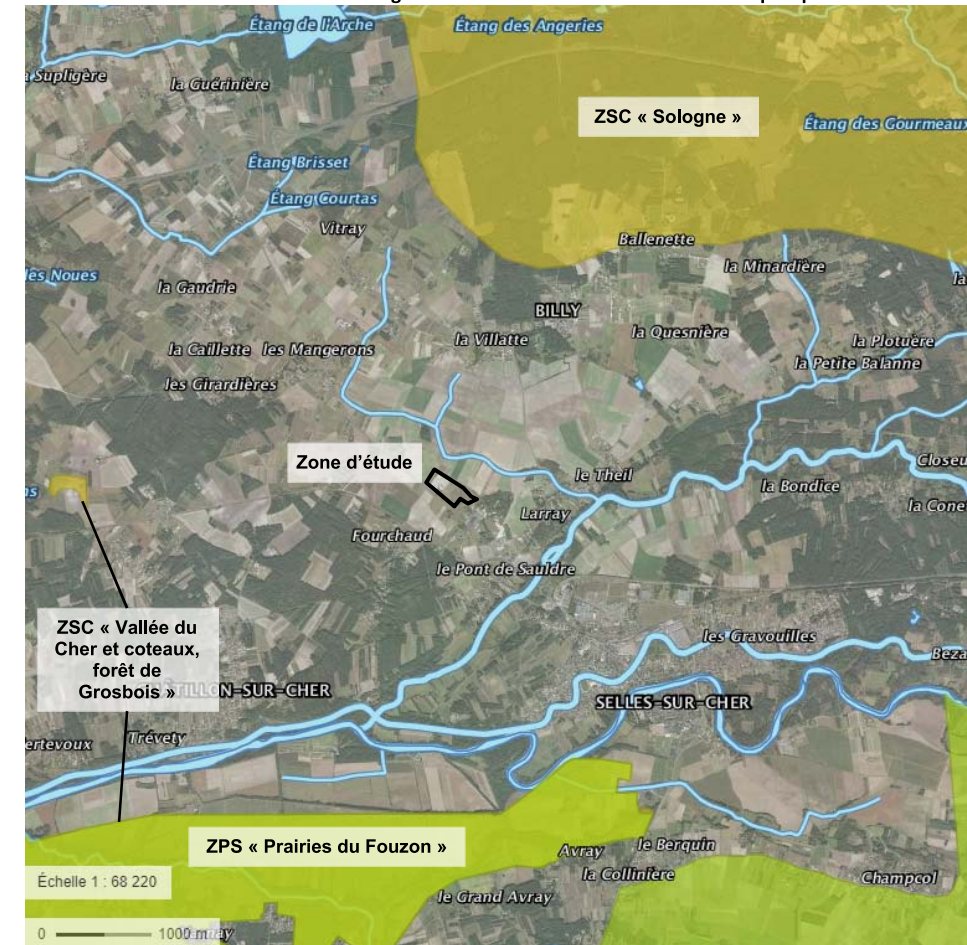 Étang de l'Arche
Étang des Angeries
Supligère
la Guérinière
ZSC « Sologne »
Étang des Gourmeaux
Étang Brisset
Étang Courtas
Vitray
Ballenette
la Minardière
la
Noues
la Gaudrie
BILLY
la Villatte
la Quesnière
la Plotuère
la Caillette
les Mangerons
la Petite Balanne
les Girardières
Zone d'étude
le Theil
Closeu
la Bondice
la Cone
Larray
Fourchaud
le Pont de Sauldre
ZSC « Vallée du
Cher et coteaux,
forêt de
Grosbois »
TILLON-SUR-CHER
les Gravouilles
Beza
SELLES-SUR-CHER
ertevoux
Trévety
ZPS « Prairies du Fouzon »
Avray
le Berquin
la Collinière
Champcol
Échelle 1 : 68 220
le Grand Avray
0
1000 m